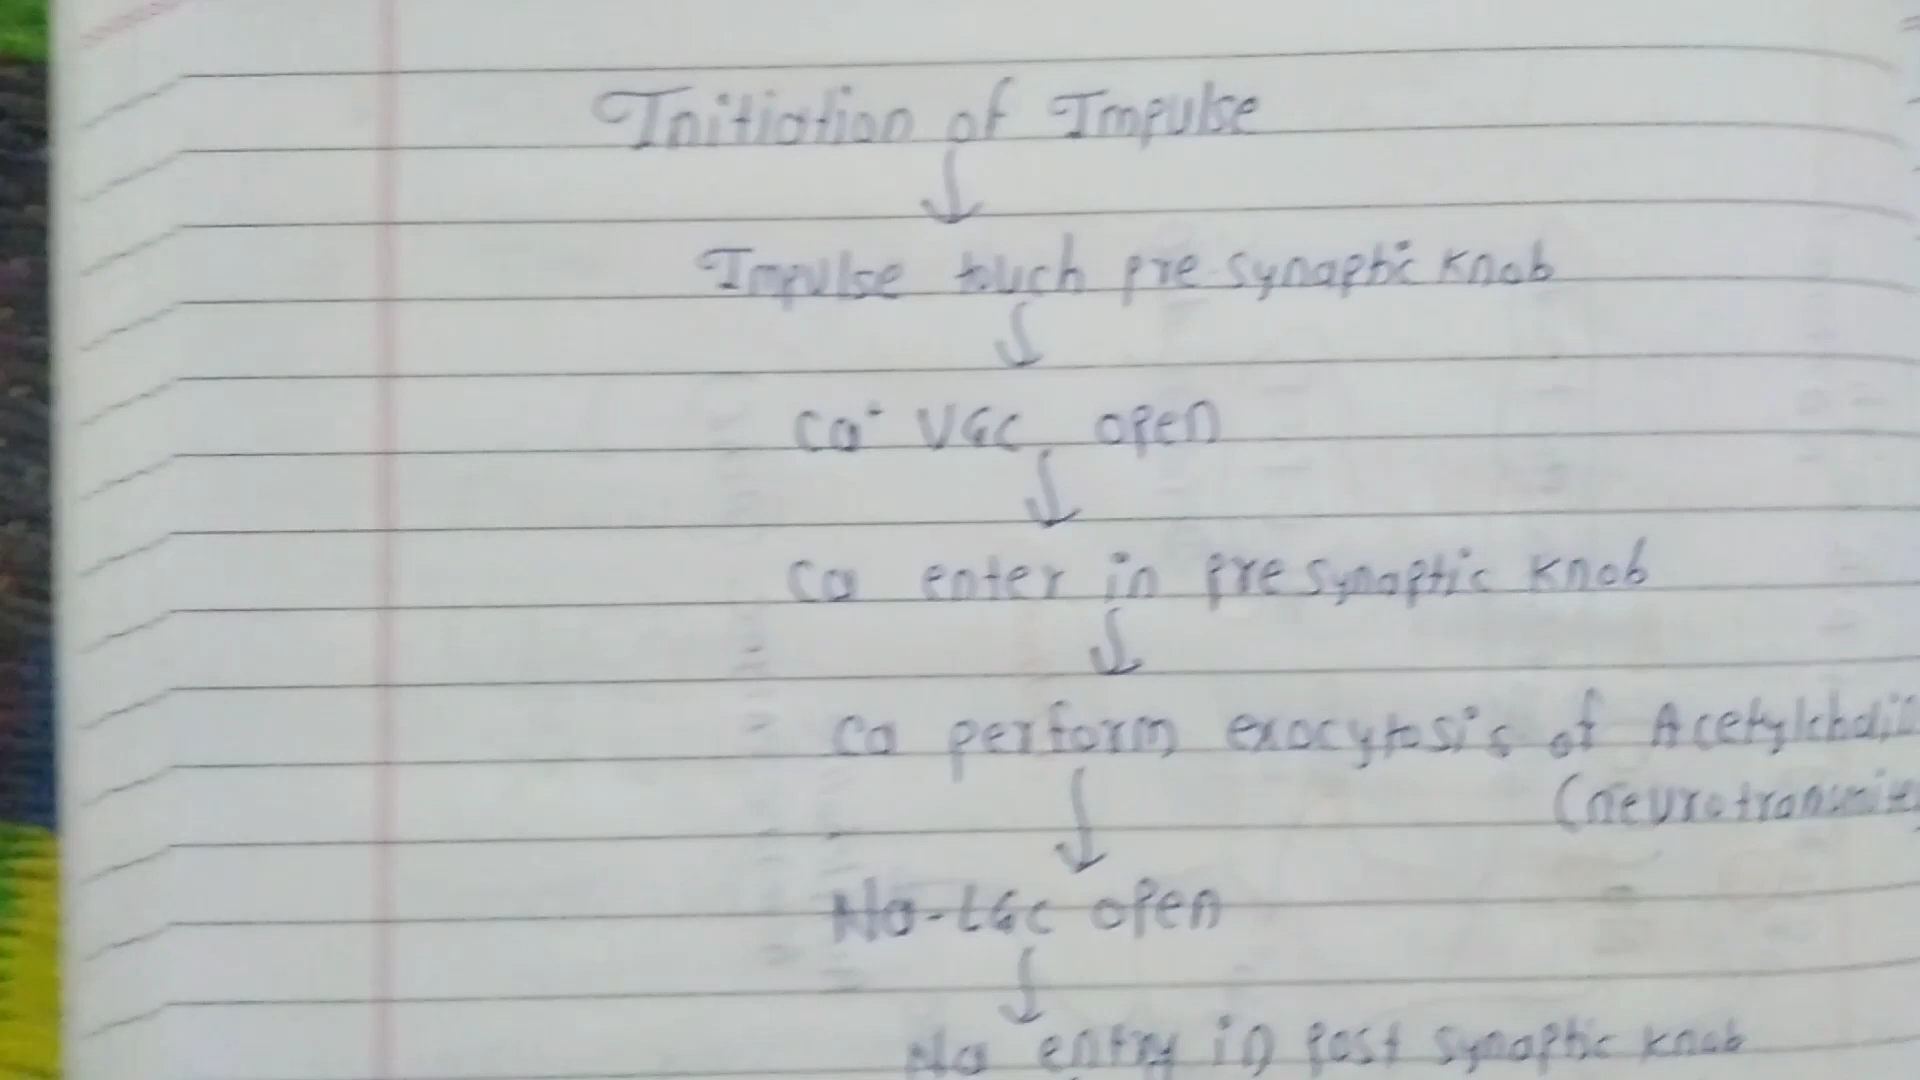 Initiation of Impulse
↓
Impulse touch pre synaptic knob
↓
Ca⁺ VGC open
↓
Ca enter in pre synaptic knob
↓
Ca perform exocytosis of
↓
Na-LGC open
↓
Na entry in post synaptic knob